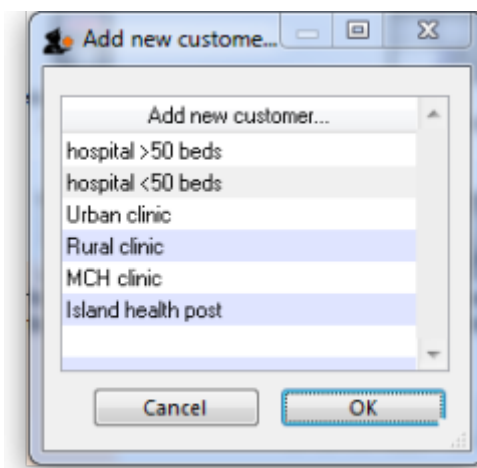 Add new custome...
Add new customer...
hospital >50 beds
hospital <50 beds
Urban clinic
Rural clinic
MCH clinic
Island health post
Cancel
OK